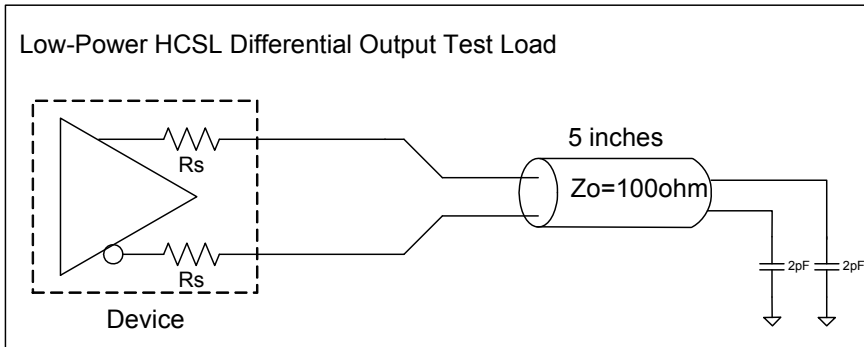 Low-Power HCSL Differential Output Test Load
Rs
Rs
Device
5 inches
Zo=100ohm
2pF
2pF